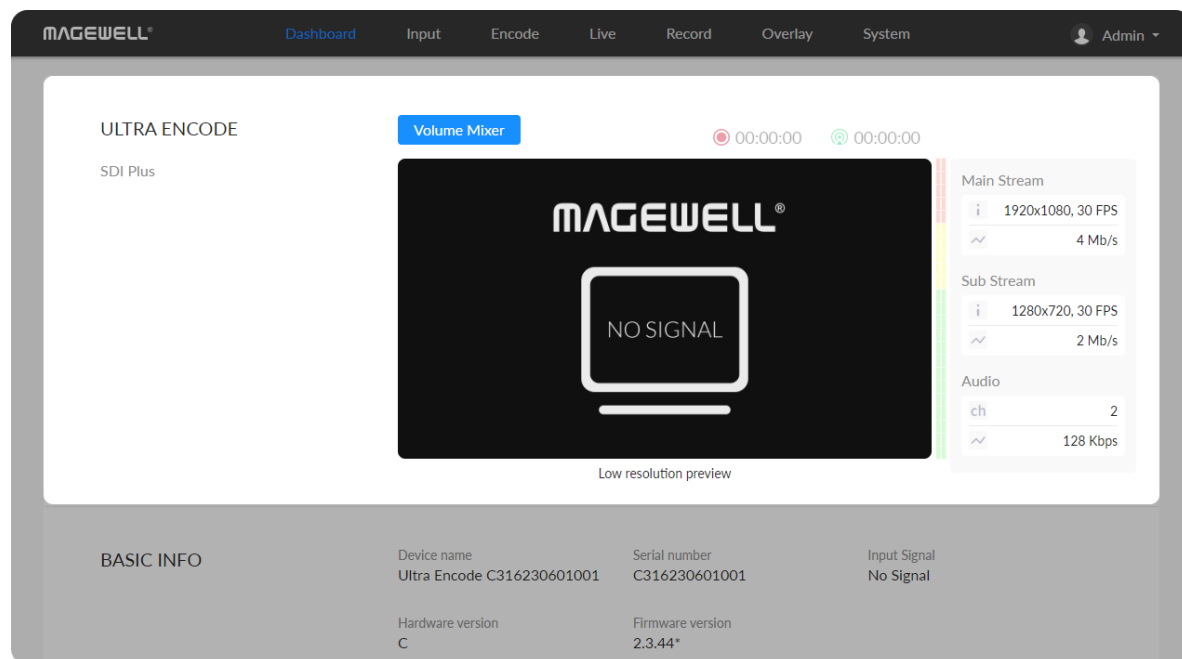 MAGEWELL®
Dashboard Input Encode Live Record Overlay System
Admin
ULTRA ENCODE
SDI Plus
Volume Mixer
00:00:00 00:00:00
MAGEWELL®
NO SIGNAL
Low resolution preview
Main Stream
i 1920x1080, 30 FPS
4 Mb/s
Sub Stream
i 1280x720, 30 FPS
2 Mb/s
Audio
ch 2
128 Kbps
BASIC INFO
Device name
Ultra Encode C316230601001
Serial number
C316230601001
Input Signal
No Signal
Hardware version
C
Firmware version
2.3.44*